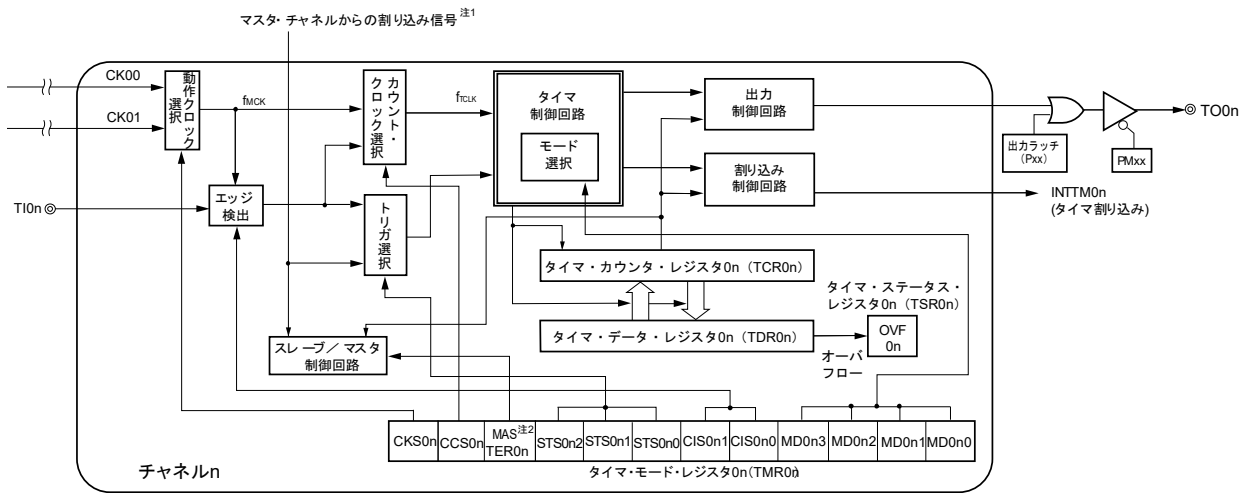 マスタ・チャネルからの割り込み信号注1
CK00
CK01
動作クロック選択
fMCK
カウント・クロック選択
fTCLK
タイマ
制御回路
モード
選択
出力
制御回路
TO0n
出力ラッチ
(Pxx)
PMxx
割り込み
制御回路
INTTM0n
(タイマ割り込み)
TI0n
エッジ
検出
トリガ選択
タイマ・カウンタ・レジスタ0n (TCR0n)
タイマ・ステータス・
レジスタ0n (TSR0n)
タイマ・データ・レジスタ0n (TDR0n)
OVF
0n
オーバ
フロー
スレーブ/マスタ
制御回路
CKS0n
CCS0n
MAS注2
TER0n
STS0n2
STS0n1
STS0n0
CIS0n1
CIS0n0
MD0n3
MD0n2
MD0n1
MD0n0
チャネルn
タイマ・モード・レジスタ0n(TMR0n)